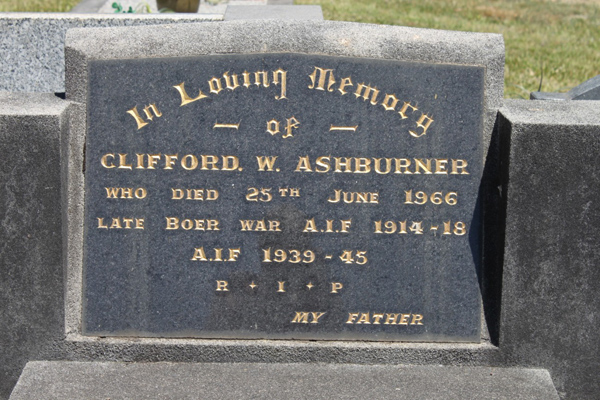 In Loving Memory
- of -
CLIFFORD. W. ASHBURNER
WHO DIED 25TH JUNE 1966
LATE BOER WAR A.I.F 1914-18
A.I.F 1939-45
R + I + P
MY FATHER